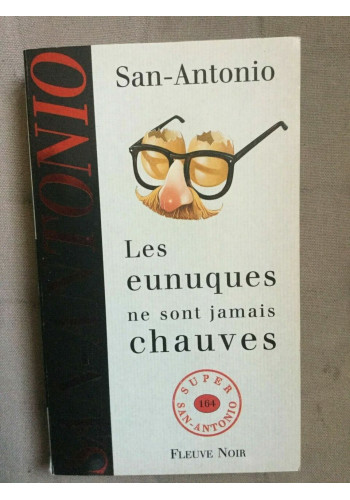 SAN-ANTONIO
San-Antonio
Les
eunuques
ne sont jamais
chauves
SUPER
164
SAN-ANTONIO
FLEUVE NOIR